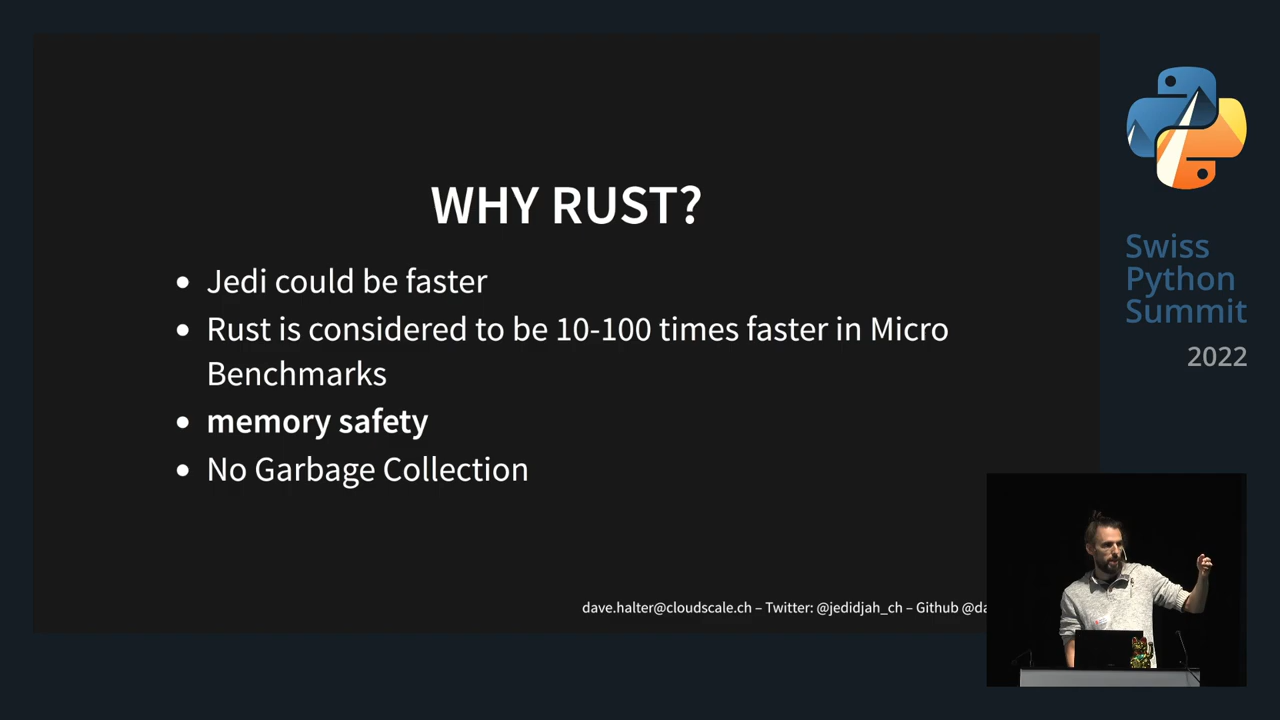 WHY RUST?
• Jedi could be faster
• Rust is considered to be 10-100 times faster in Micro
Benchmarks
• memory safety
• No Garbage Collection
dave.halter@cloudscale.ch – Twitter: @jedidjah_ch – Github @da
Swiss
Python
Summit
2022